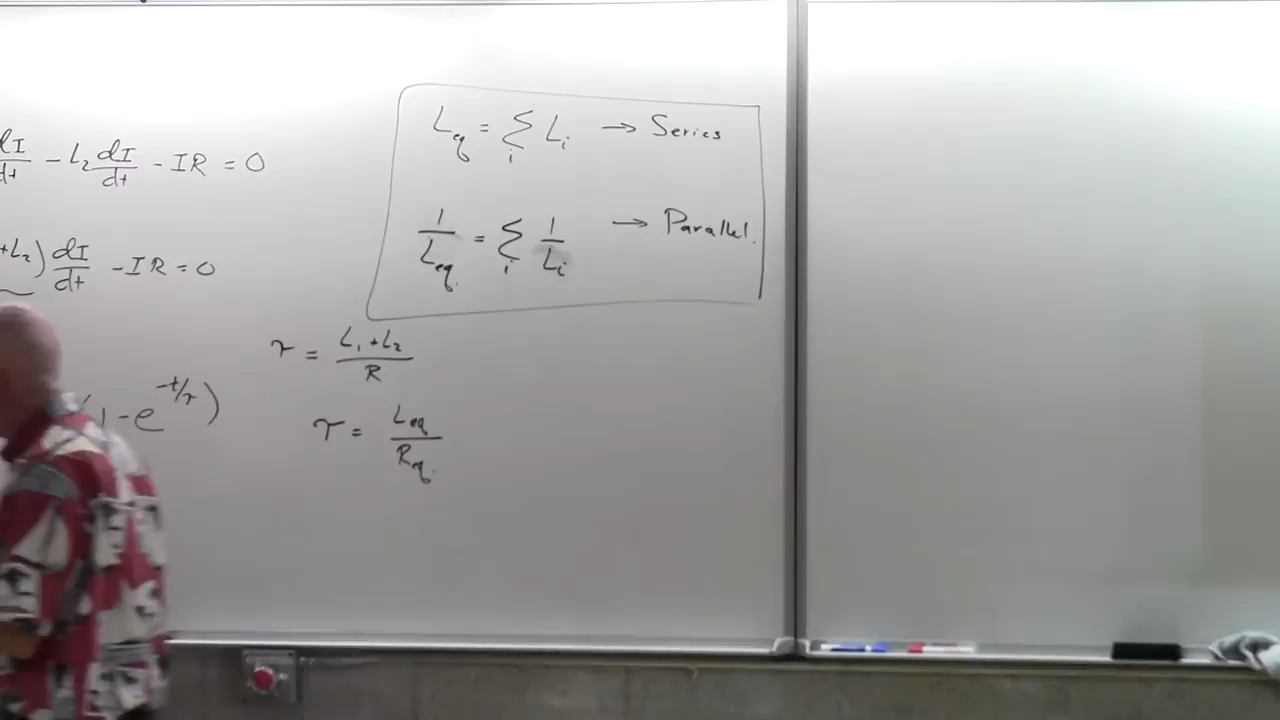 dI/dt - L₂ dI/dt - IR = 0
+L₂) dI/dt - IR = 0
1 - e^(-t/τ))
L_eq = Σ_i L_i → Series
1/L_eq. = Σ_i 1/L_i → Parallel.
τ = (L₁+L₂)/R
τ = L_eq/R_eq.